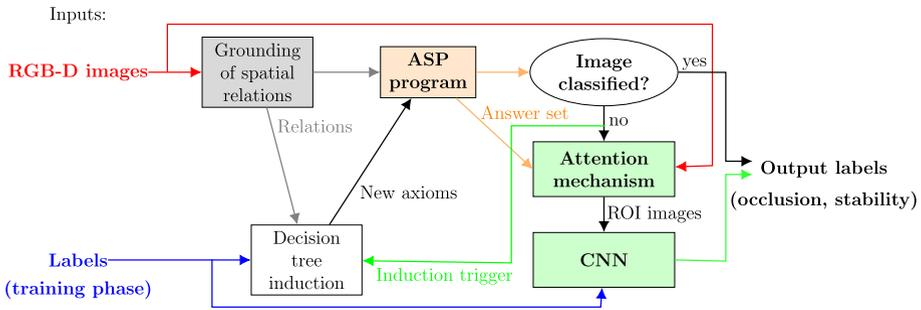 Inputs:
RGB-D images
Grounding
of spatial
relations
ASP
program
Image
classified?
yes
no
Answer set
Relations
Attention
mechanism
Output labels
(occlusion, stability)
New axioms
ROI images
Decision
tree
induction
Labels
(training phase)
Induction trigger
CNN